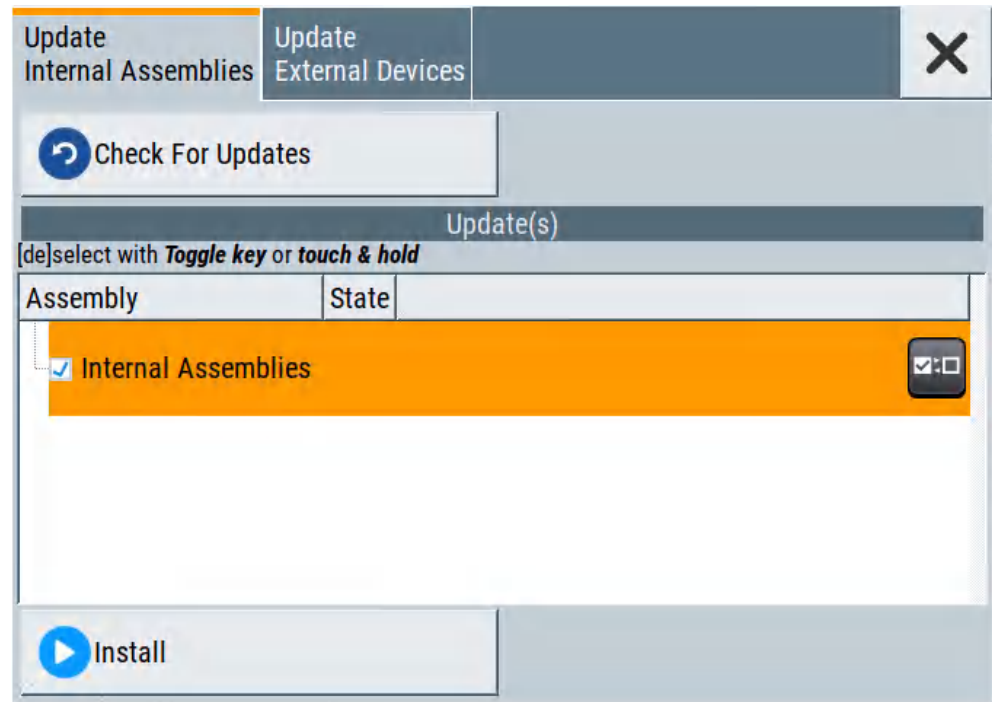 Update
Internal Assemblies
Update
External Devices
Check For Updates
Update(s)
[de]select with Toggle key or touch & hold
Assembly State
Internal Assemblies
Install